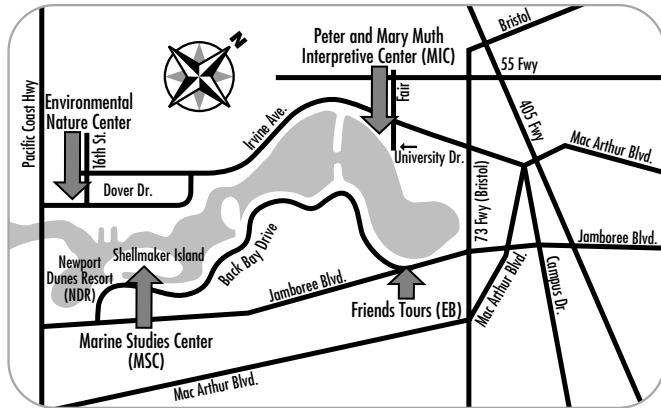 N
Peter and Mary Muth
Interpretive Center (MIC)
Bristol
55 Fwy
Pacific Coast Hwy
Environmental
Nature Center
16th St.
Irvine Ave.
Fair
405 Fwy
Mac Arthur Blvd.
University Dr.
Dover Dr.
73 Fwy (Bristol)
Newport
Dunes Resort
(NDR)
Shellmaker Island
Back Bay Drive
Jamboree Blvd.
Jamboree Blvd.
Mac Arthur Blvd.
Campus Dr.
Friends Tours (EB)
Marine Studies Center
(MSC)
Mac Arthur Blvd.